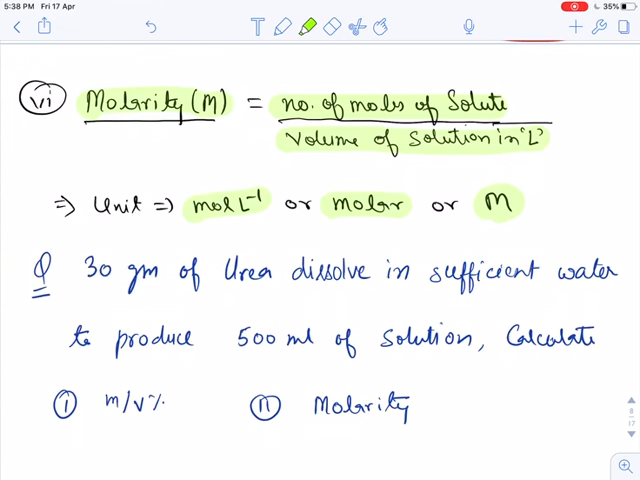 5:38 PM Fri 17 Apr
35%
(vi) Molarity (M) = no. of moles of Solute
Volume of Solution in 'L'
⇒ Unit ⇒ mol L⁻¹ or molar or M
Q 30 gm of Urea dissolve in sufficient water
to produce 500 ml of solution, Calculate
(i) m/v% (ii) Molarity
8
17